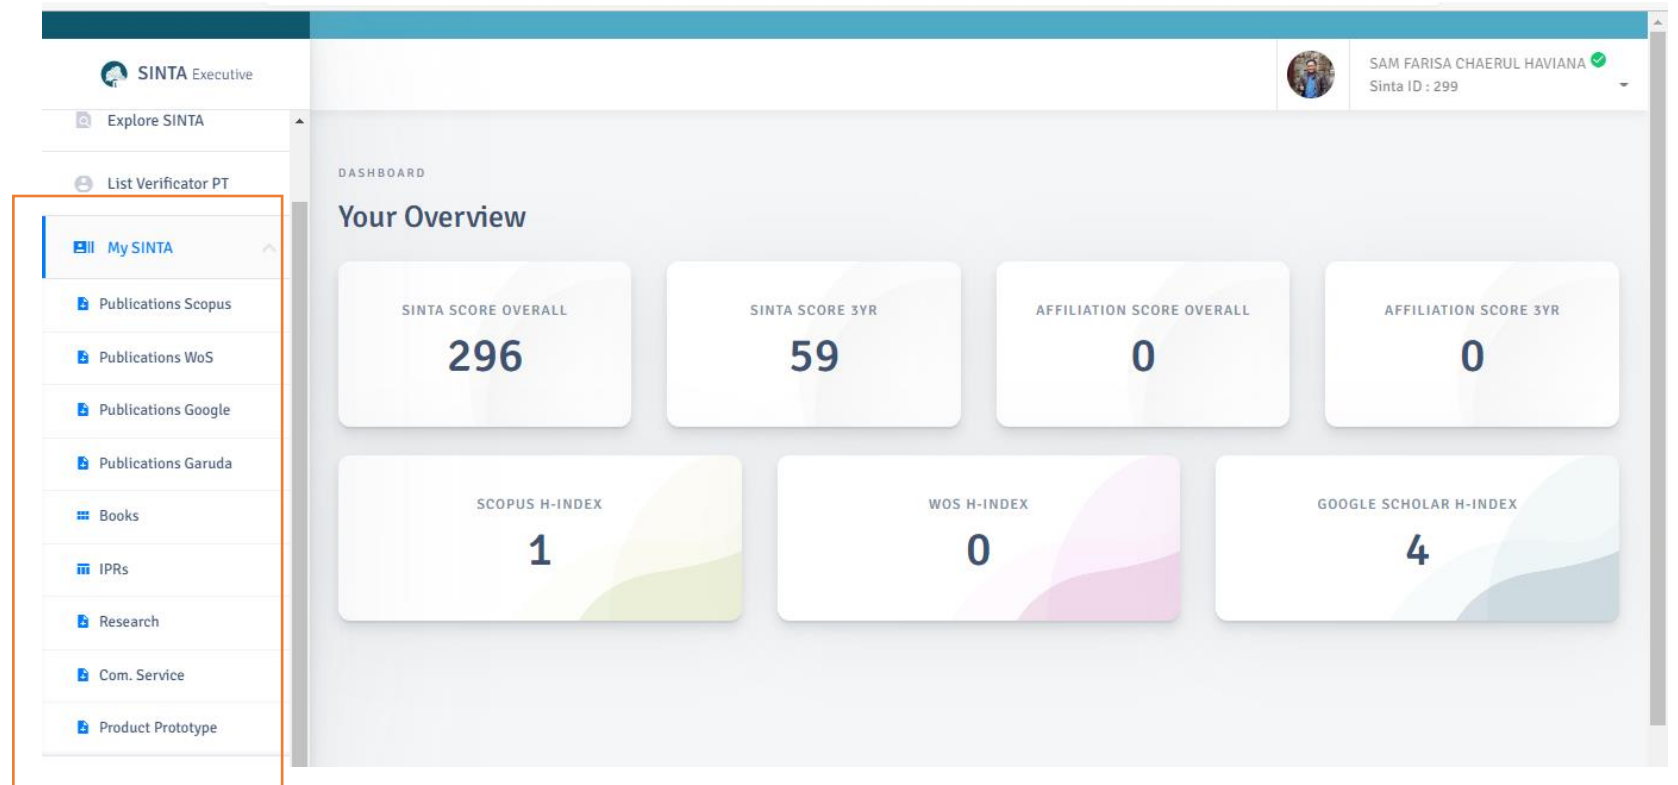 SINTA Executive
SAM FARISA CHAERUL HAVIANA
Sinta ID : 299
Explore SINTA
List Verificator PT
My SINTA
Publications Scopus
Publications WoS
Publications Google
Publications Garuda
Books
IPRs
Research
Com. Service
Product Prototype
DASHBOARD
Your Overview
SINTA SCORE OVERALL
296
SINTA SCORE 3YR
59
AFFILIATION SCORE OVERALL
0
AFFILIATION SCORE 3YR
0
SCOPUS H-INDEX
1
WOS H-INDEX
0
GOOGLE SCHOLAR H-INDEX
4